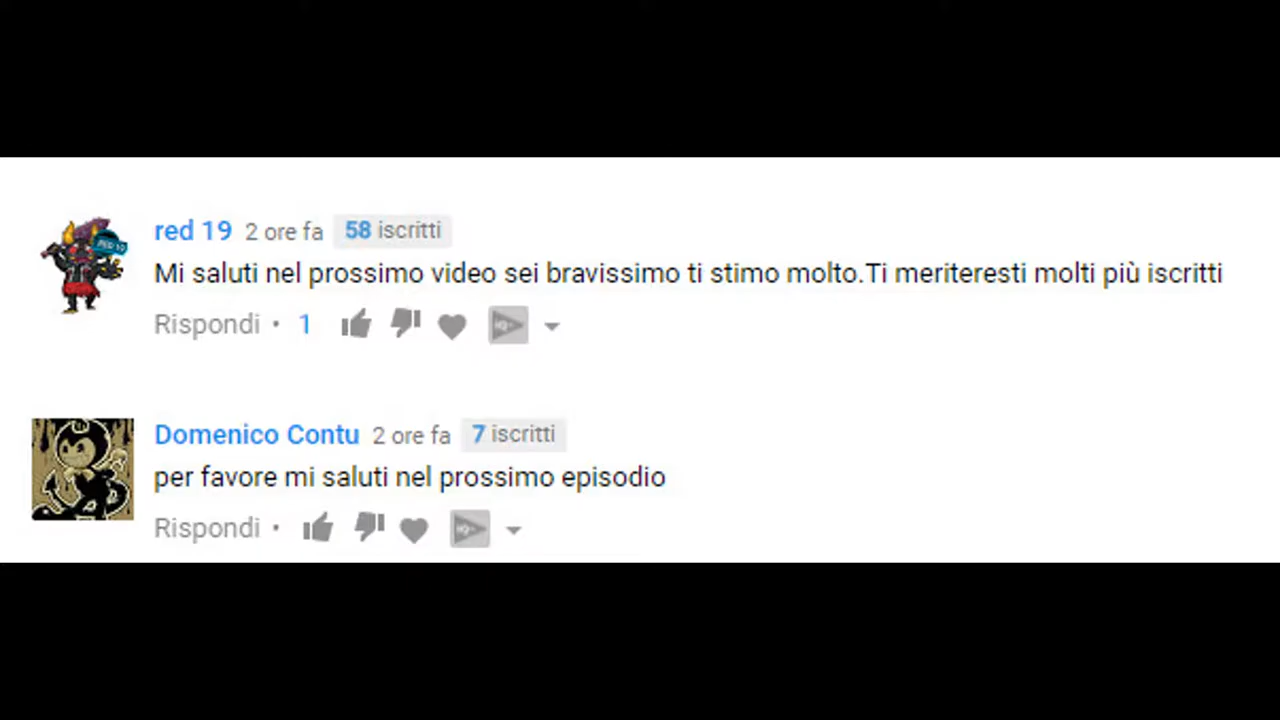 red 19 2 ore fa 58 iscritti
Mi saluti nel prossimo video sei bravissimo ti stimo molto.Ti meriteresti molti più iscritti
Rispondi • 1
Domenico Contu 2 ore fa 7 iscritti
per favore mi saluti nel prossimo episodio
Rispondi •